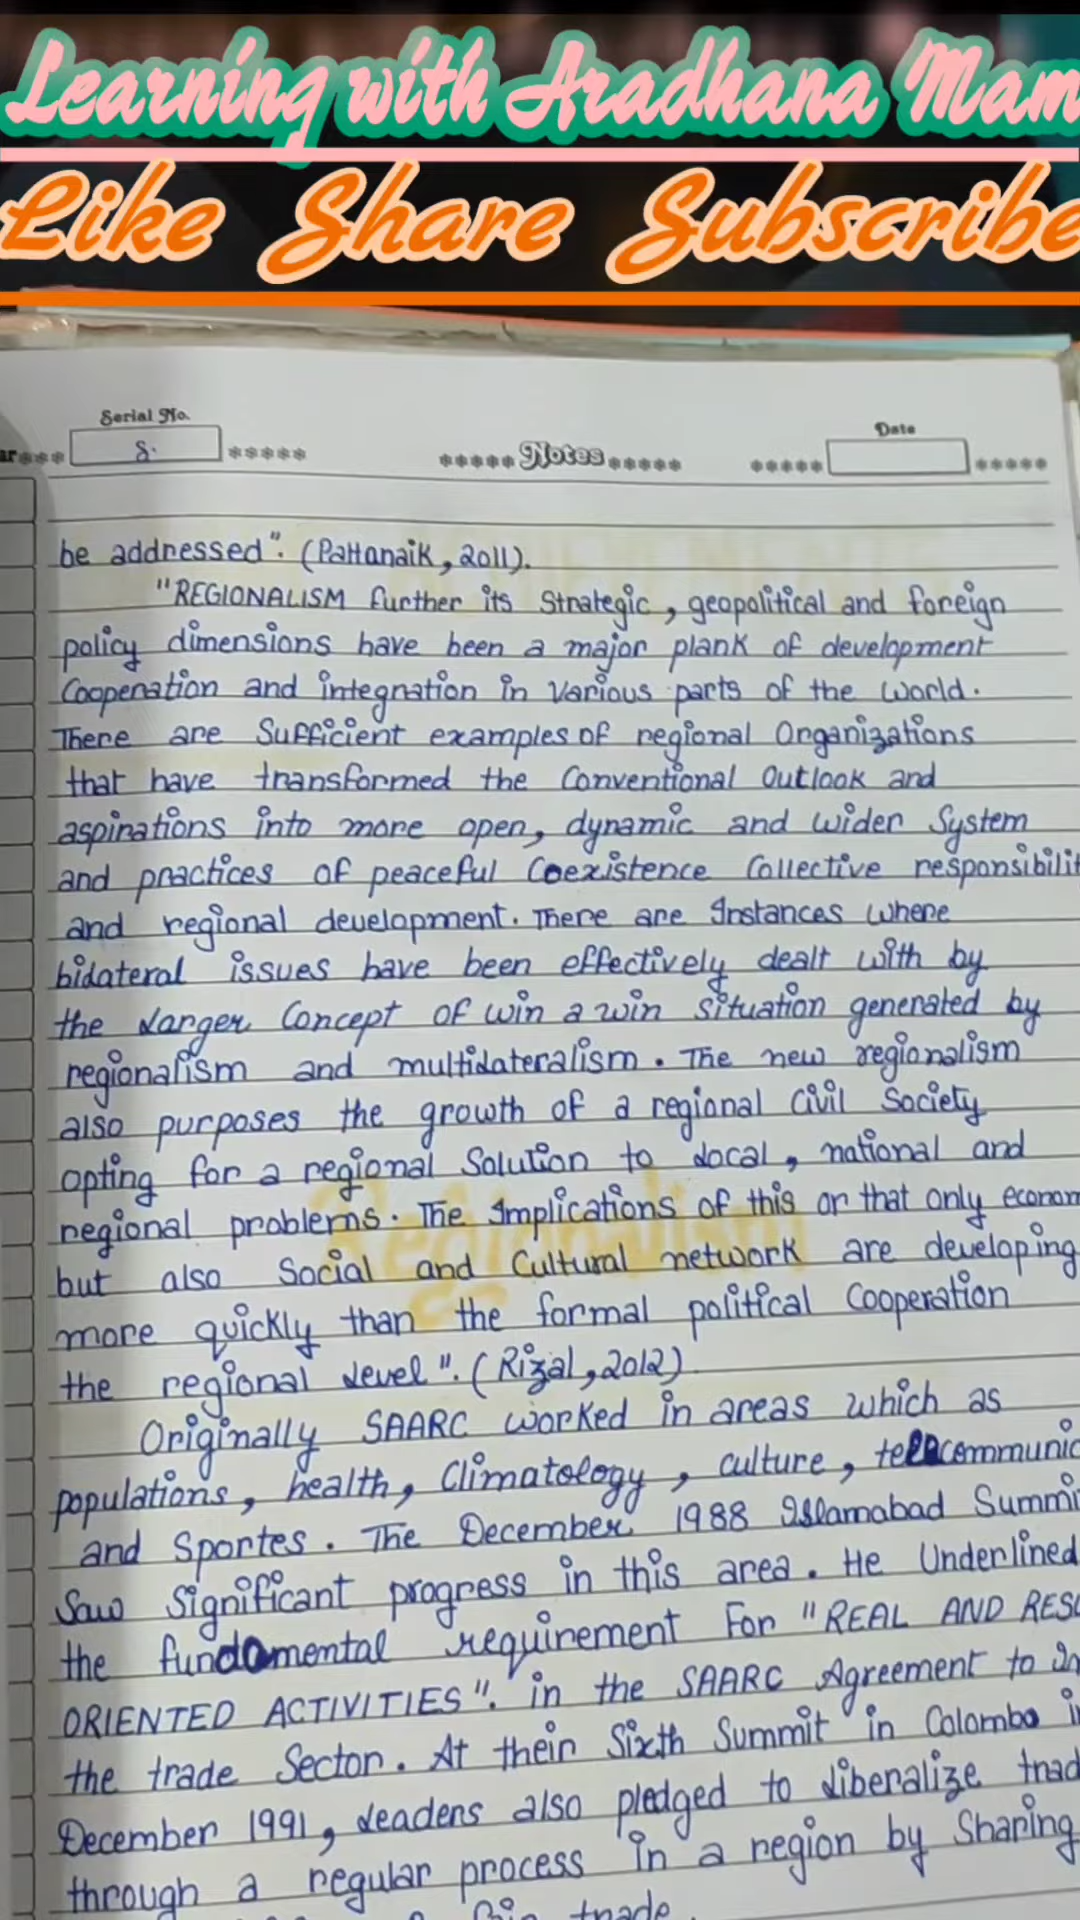 Learning with Aradhana Mam
Like Share Subscribe
Serial No.
8.
Notes
Date
be addressed". (Pattanaik, 2011).
"REGIONALISM further its Strategic, geopolitical and foreign
policy dimensions have been a major plank of development
Cooperation and integration in various parts of the world.
There are Sufficient examples of regional Organizations
that have transformed the Conventional Outlook and
aspirations into more open, dynamic and wider System
and practices of peaceful Coexistence Collective responsibilit
and regional development. There are Instances where
bidateral issues have been effectively dealt with by
the larger Concept of win a win situation generated by
regionalism and multidateralism. The new regionalism
also purposes the growth of a regional Civil Society
opting for a regional Solution to local, national and
regional problems. The Implications of this or that only econom
but also Social and Cultural network are developing
more quickly than the formal political Cooperation
the regional level". (Rizal, 2012)
Originally SAARC worked in areas which as
populations, health, Climatology, culture, telecommunic
and Sportes. The December 1988 Islamabad Summi
Saw Significant progress in this area. He Underlined
the fundamental requirement For "REAL AND RESU
ORIENTED ACTIVITIES". in the SAARC Agreement to In
the trade Sector. At their Sixth Summit in Colombo i
December 1991, leaders also pledged to liberalize trad
through a regular process in a region by Sharing
trade.